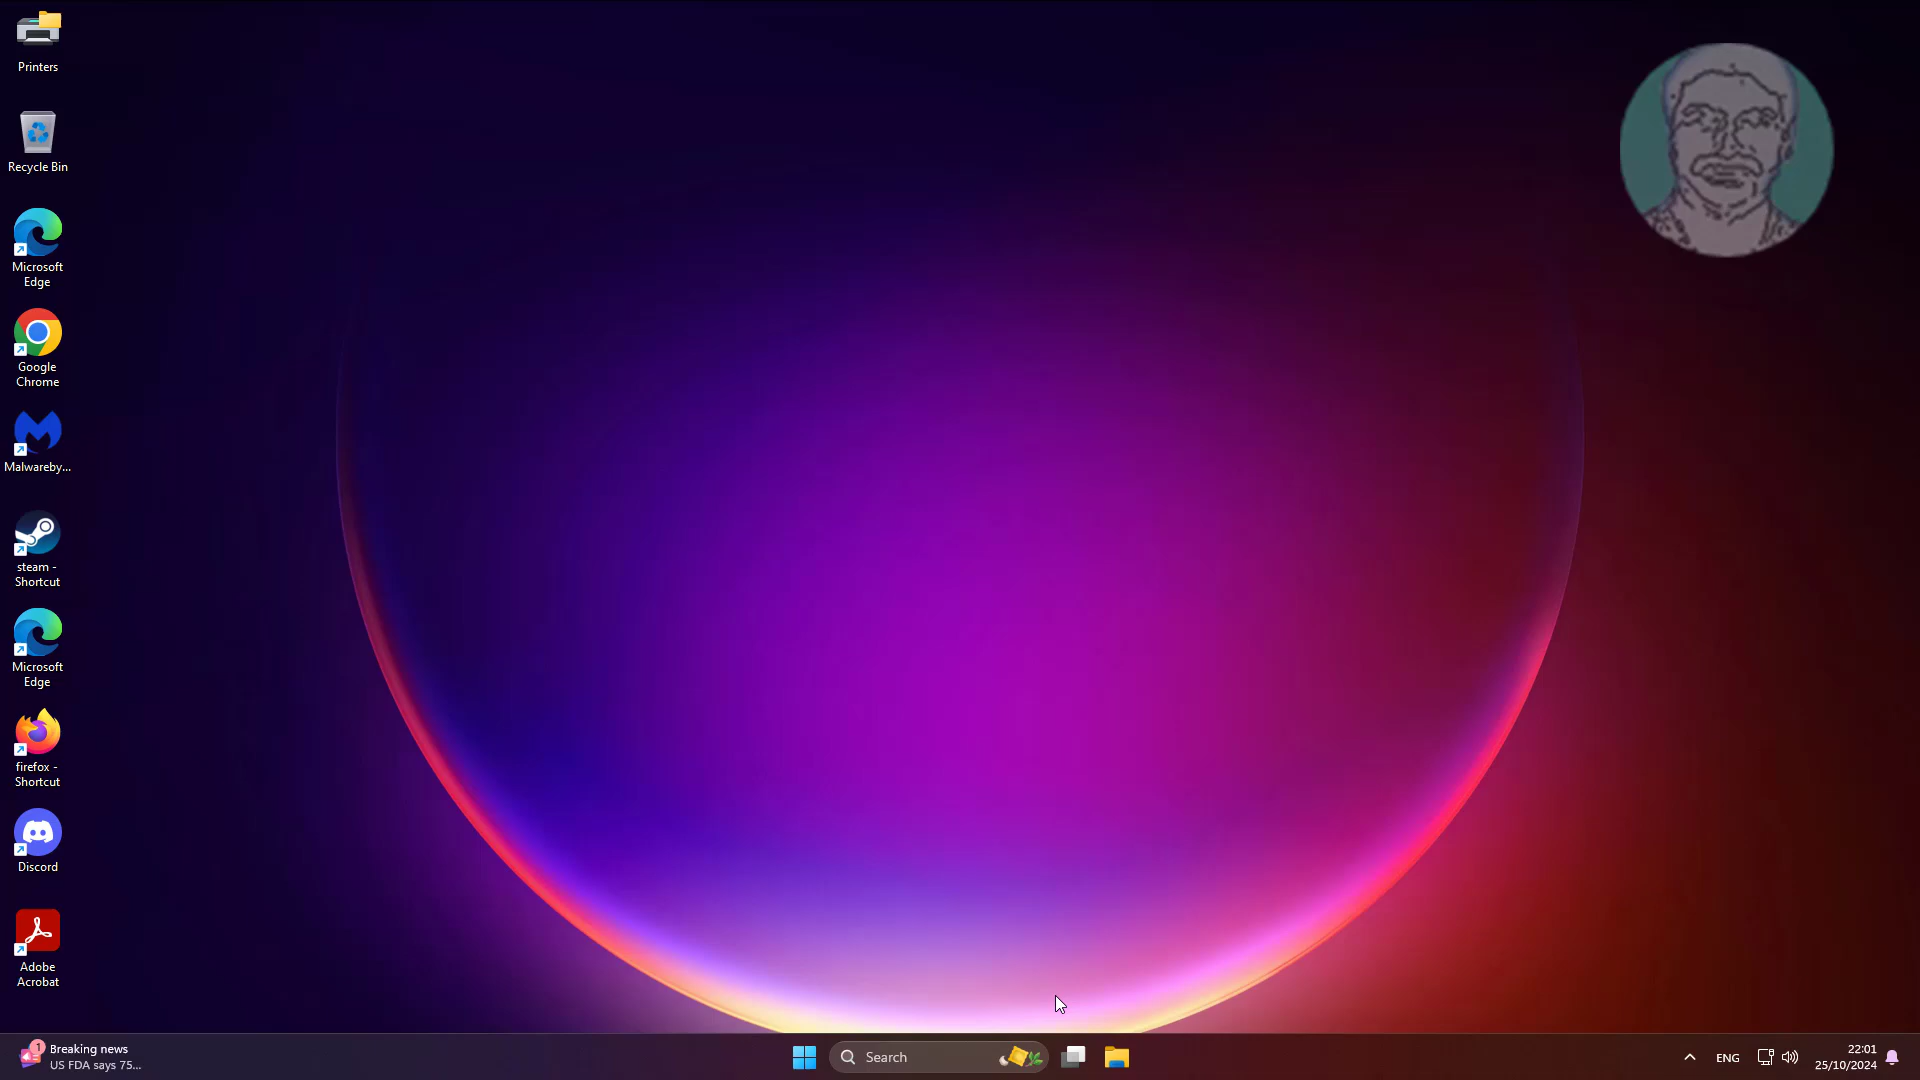 Printers
Recycle Bin
Microsoft
Edge
Google
Chrome
Malwareby...
steam -
Shortcut
Microsoft
Edge
firefox -
Shortcut
Discord
Adobe
Acrobat
1
Breaking news
US FDA says 75...
Search
ENG
22:01
25/10/2024